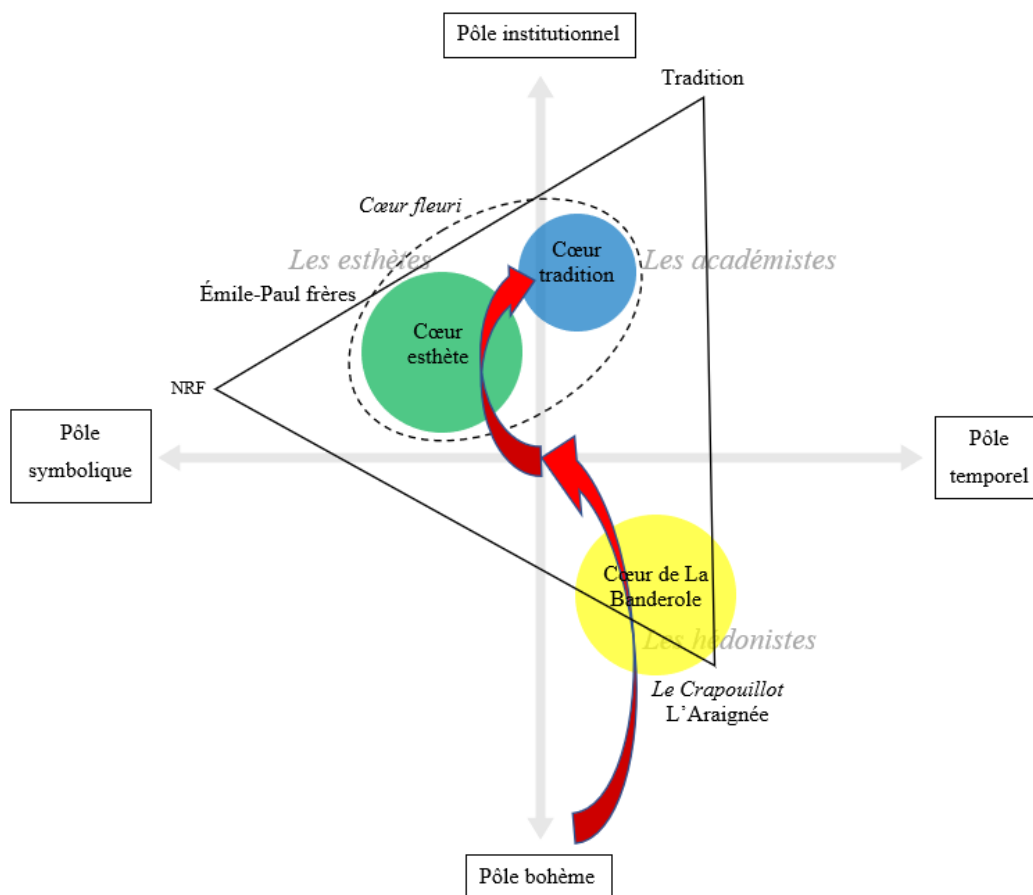 Pôle institutionnel
Tradition
Cœur fleuri
Les esthètes
Cœur
tradition
Les académistes
Émile-Paul frères
Cœur
esthète
NRF
Pôle
symbolique
Pôle
temporel
Cœur de La
Banderole
Les hédonistes
Le Crapouillot
L’Araignée
Pôle bohème